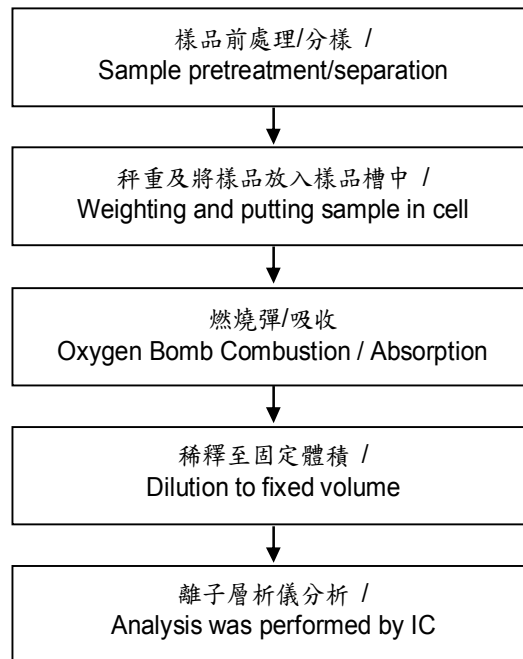 樣品前處理/分樣 /
Sample pretreatment/separation
秤重及將樣品放入樣品槽中 /
Weighting and putting sample in cell
燃燒彈/吸收
Oxygen Bomb Combustion / Absorption
稀釋至固定體積 /
Dilution to fixed volume
離子層析儀分析 /
Analysis was performed by IC